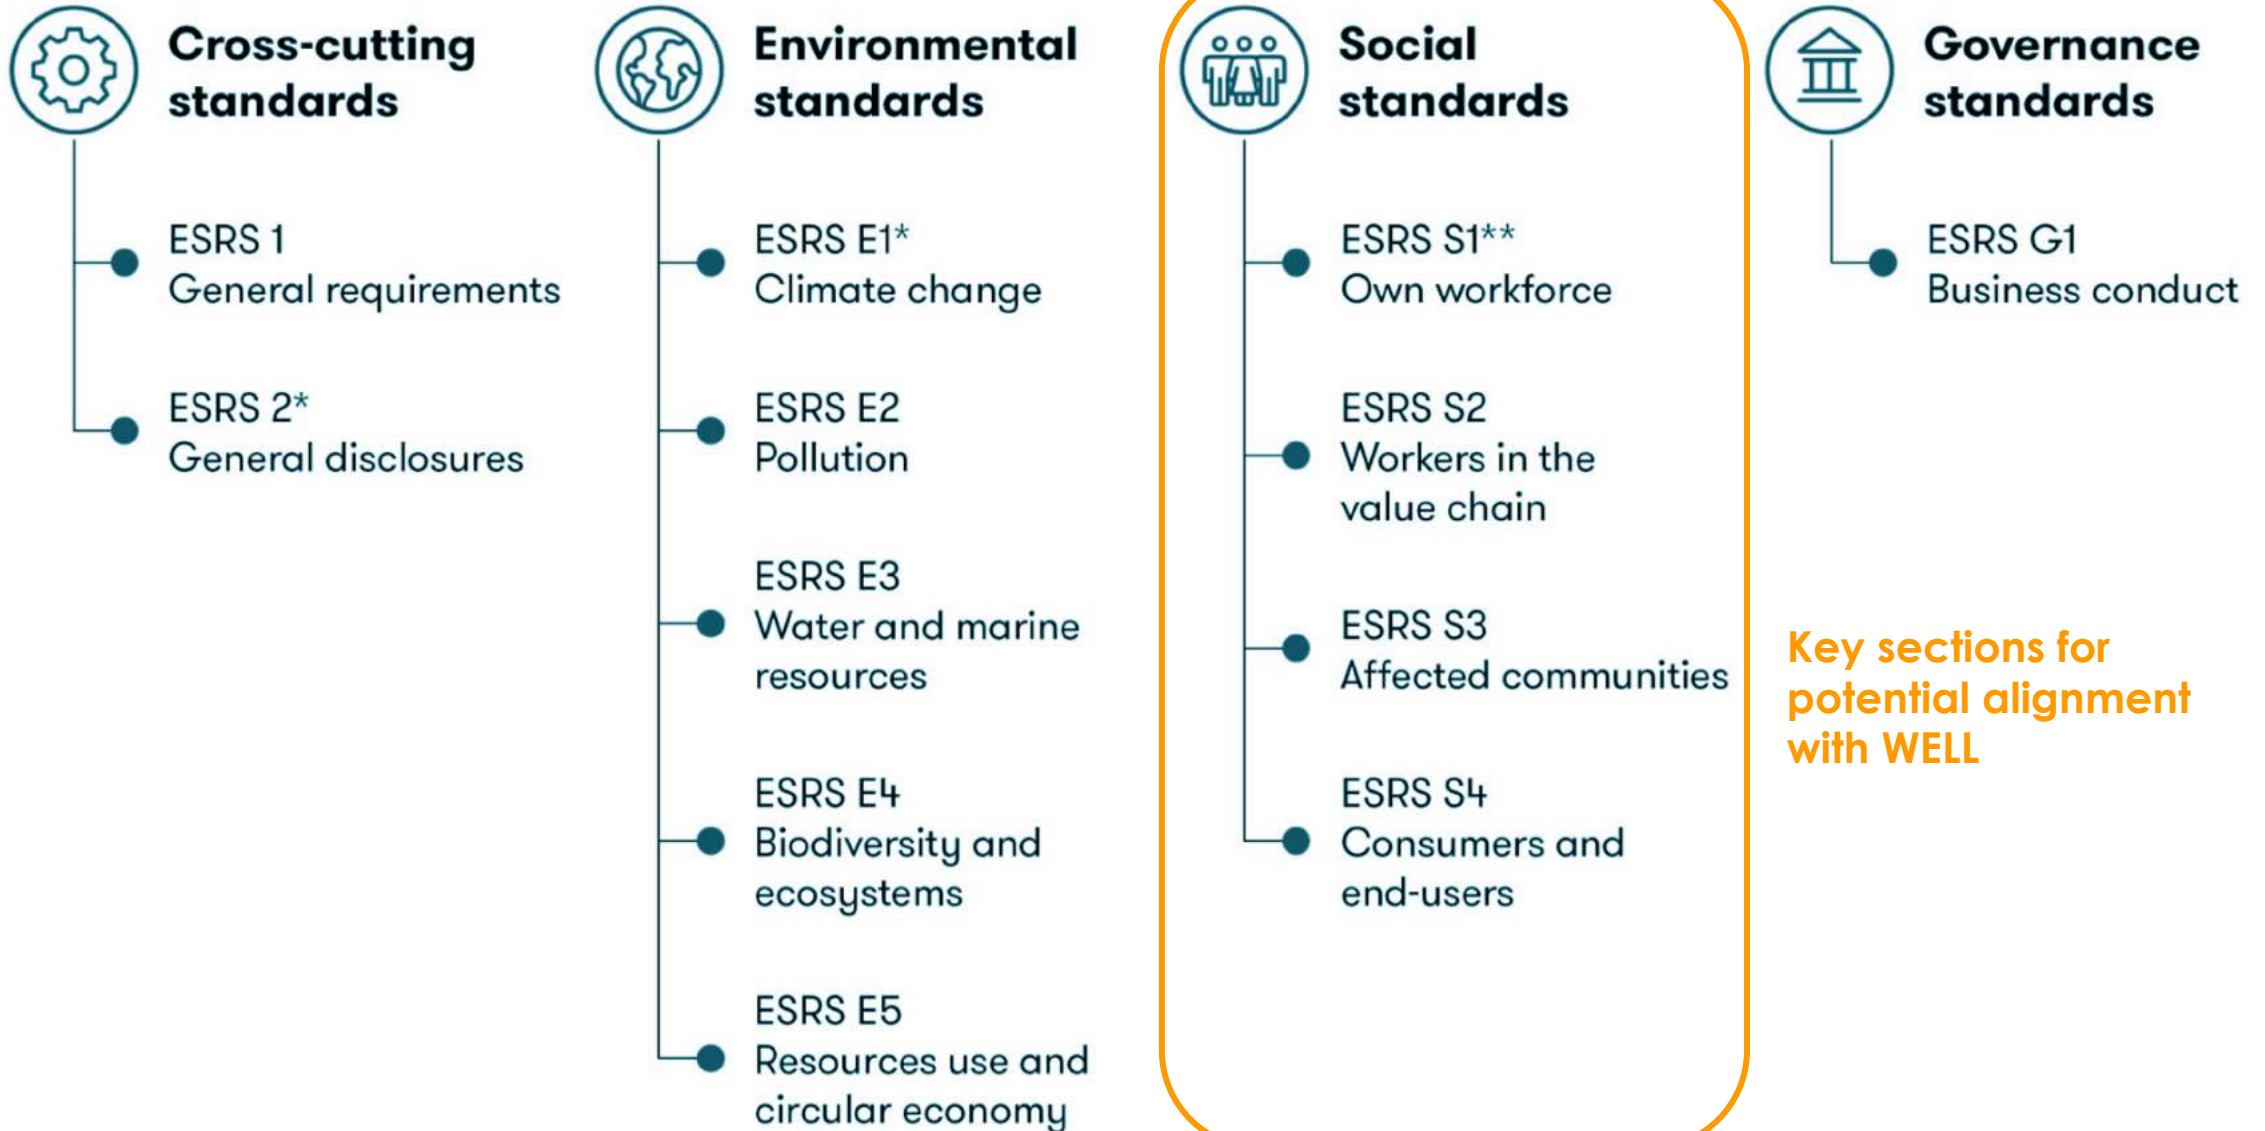 Cross-cutting
standards
ESRS 1
General requirements
ESRS 2*
General disclosures
Environmental
standards
ESRS E1*
Climate change
ESRS E2
Pollution
ESRS E3
Water and marine
resources
ESRS E4
Biodiversity and
ecosystems
ESRS E5
Resources use and
circular economy
Social
standards
ESRS S1**
Own workforce
ESRS S2
Workers in the
value chain
ESRS S3
Affected communities
ESRS S4
Consumers and
end-users
Governance
standards
ESRS G1
Business conduct
Key sections for
potential alignment
with WELL